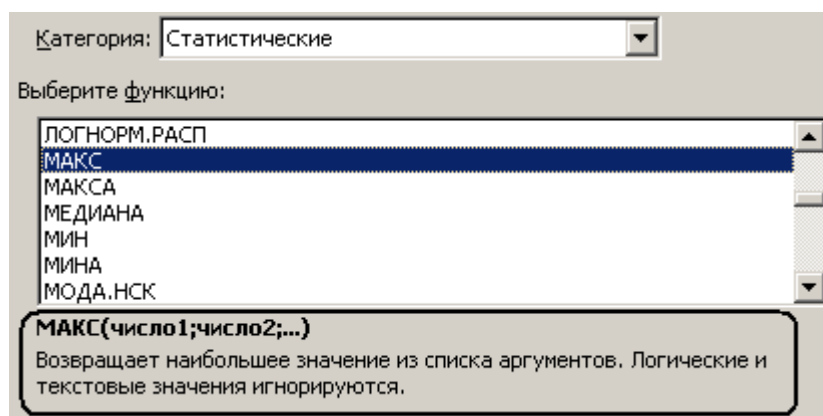 Категория: Статистические
Выберите функцию:
ЛОГНОРМ.РАСП
МАКС
МАКСА
МЕДИАНА
МИН
МИНА
МОДА.НСК
МАКС(число1;число2;...)
Возвращает наибольшее значение из списка аргументов. Логические и
текстовые значения игнорируются.